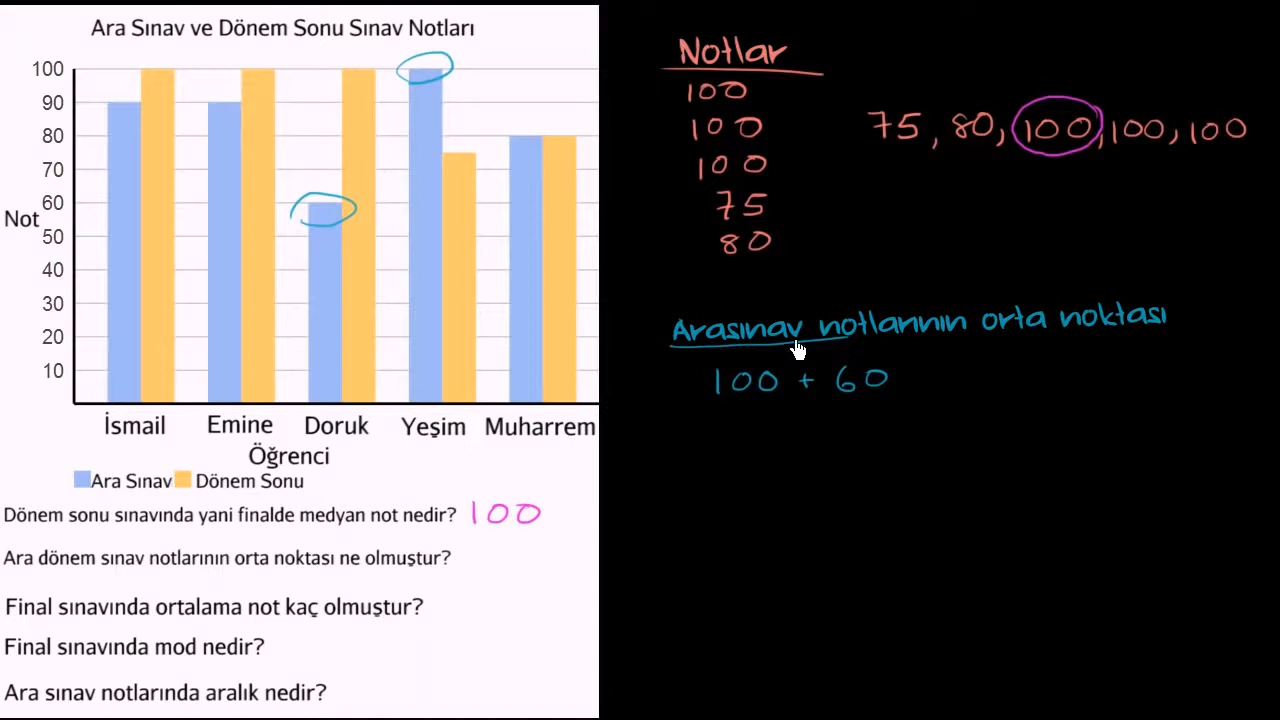 Ara Sınav ve Dönem Sonu Sınav Notları
100
90
80
70
60
50
40
30
20
10
Not
İsmail Emine Doruk Yeşim Muharrem
Öğrenci
Ara Sınav Dönem Sonu
Dönem sonu sınavında yani finalde medyan not nedir? 100
Ara dönem sınav notlarının orta noktası ne olmuştur?
Final sınavında ortalama not kaç olmuştur?
Final sınavında mod nedir?
Ara sınav notlarında aralık nedir?
Notlar
100
100
100
75
80
75, 80, 100, 100, 100
Arasınav notlarının orta noktası
100 + 60